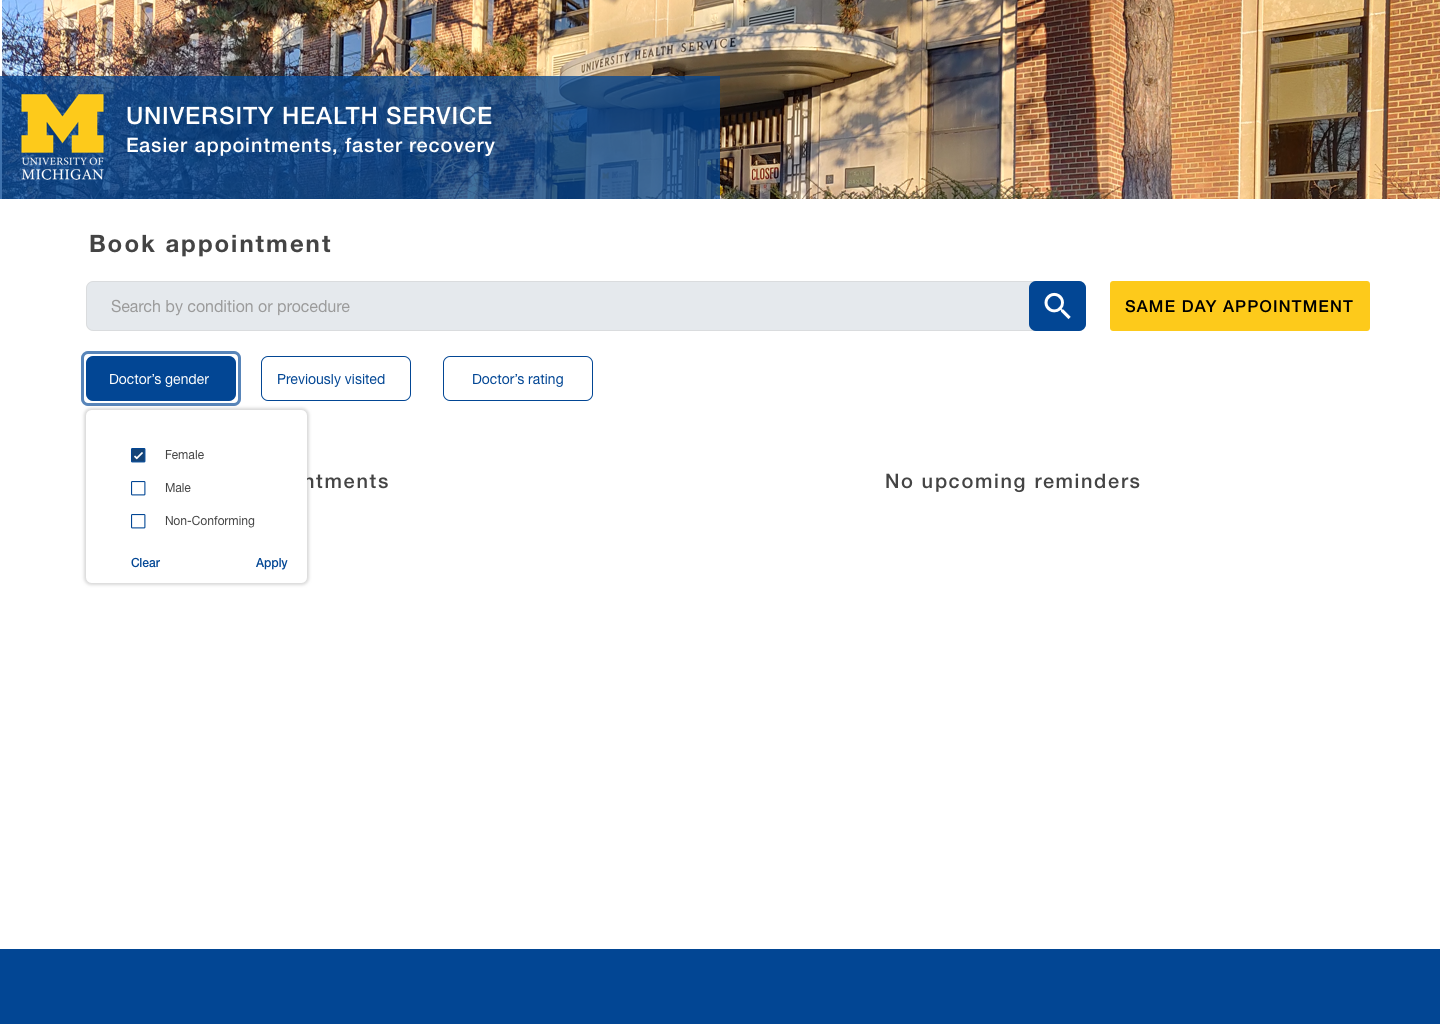 UNIVERSITY HEALTH SERVICE
CLOSED
UNIVERSITY HEALTH SERVICE
Easier appointments, faster recovery
UNIVERSITY OF
MICHIGAN
Book appointment
Search by condition or procedure
SAME DAY APPOINTMENT
Doctor's gender
Previously visited
Doctor's rating
Female
Male
Non-Conforming
Clear
Apply
ntments
No upcoming reminders